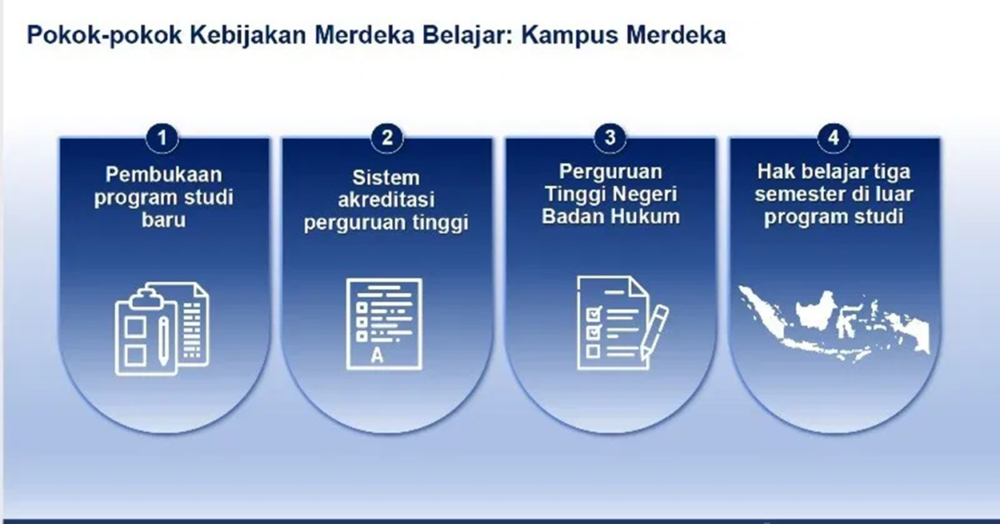 Pokok-pokok Kebijakan Merdeka Belajar: Kampus Merdeka
1
Pembukaan
program studi
baru
2
Sistem
akreditasi
perguruan tinggi
A
3
Perguruan
Tinggi Negeri
Badan Hukum
4
Hak belajar tiga
semester di luar
program studi